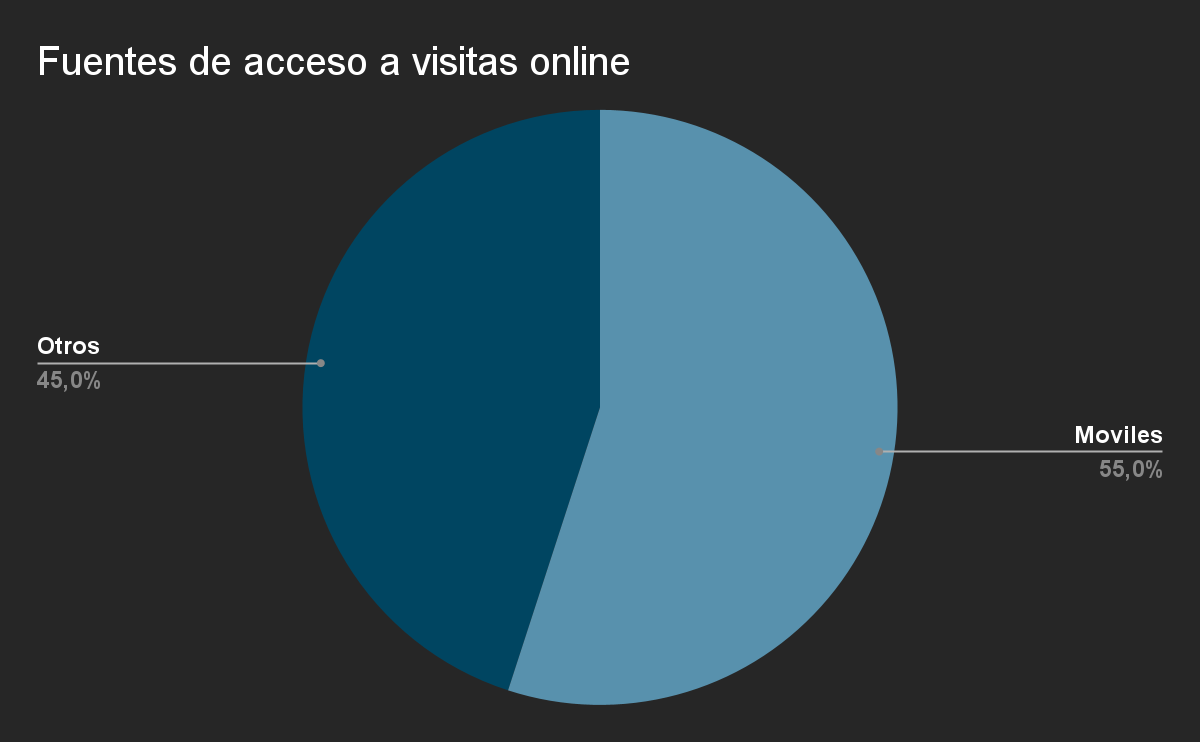 Fuentes de acceso a visitas online
Otros
45,0%
Moviles
55,0%